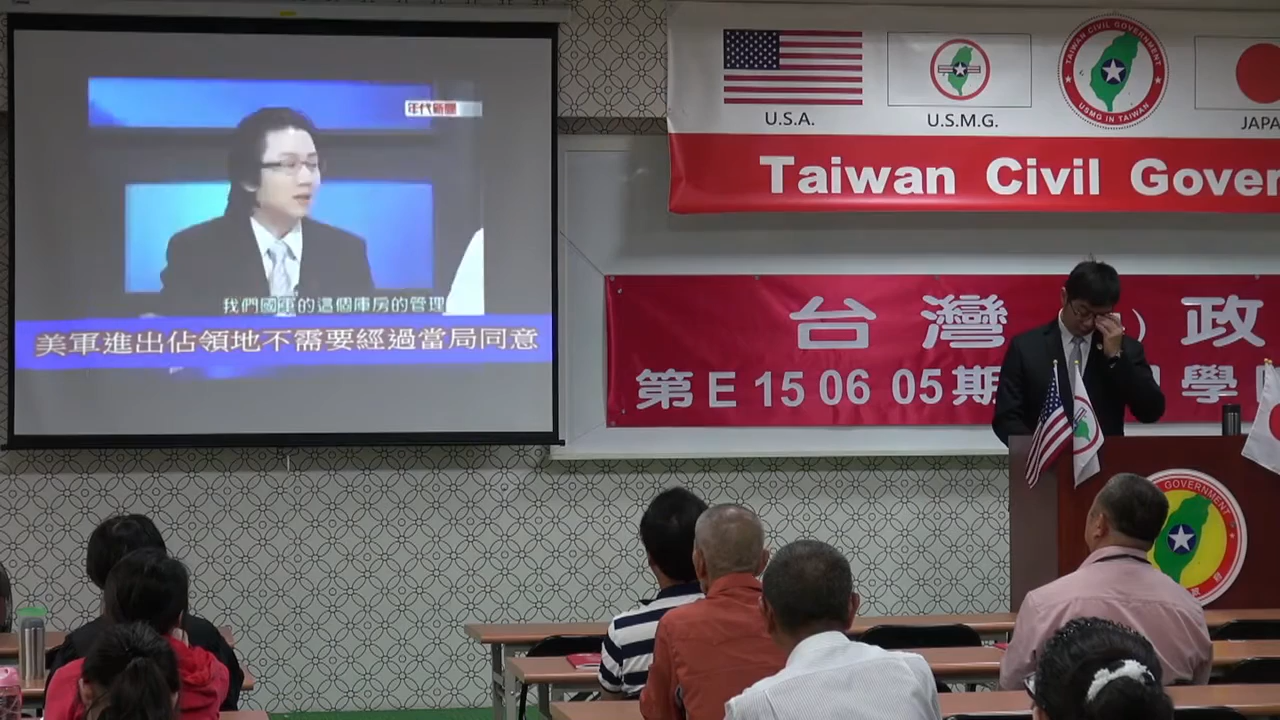 年代新聞
我們國軍的這個庫房的管理
美軍進出佔領地不需要經過當局同意
U.S.A.
U.S.M.G.
TAIWAN CIVIL GOVERNMENT
USMG IN TAIWAN
JAPA
Taiwan Civil Gover
台灣 ) 政
第E 15 06 05期 學
GOVERNMENT